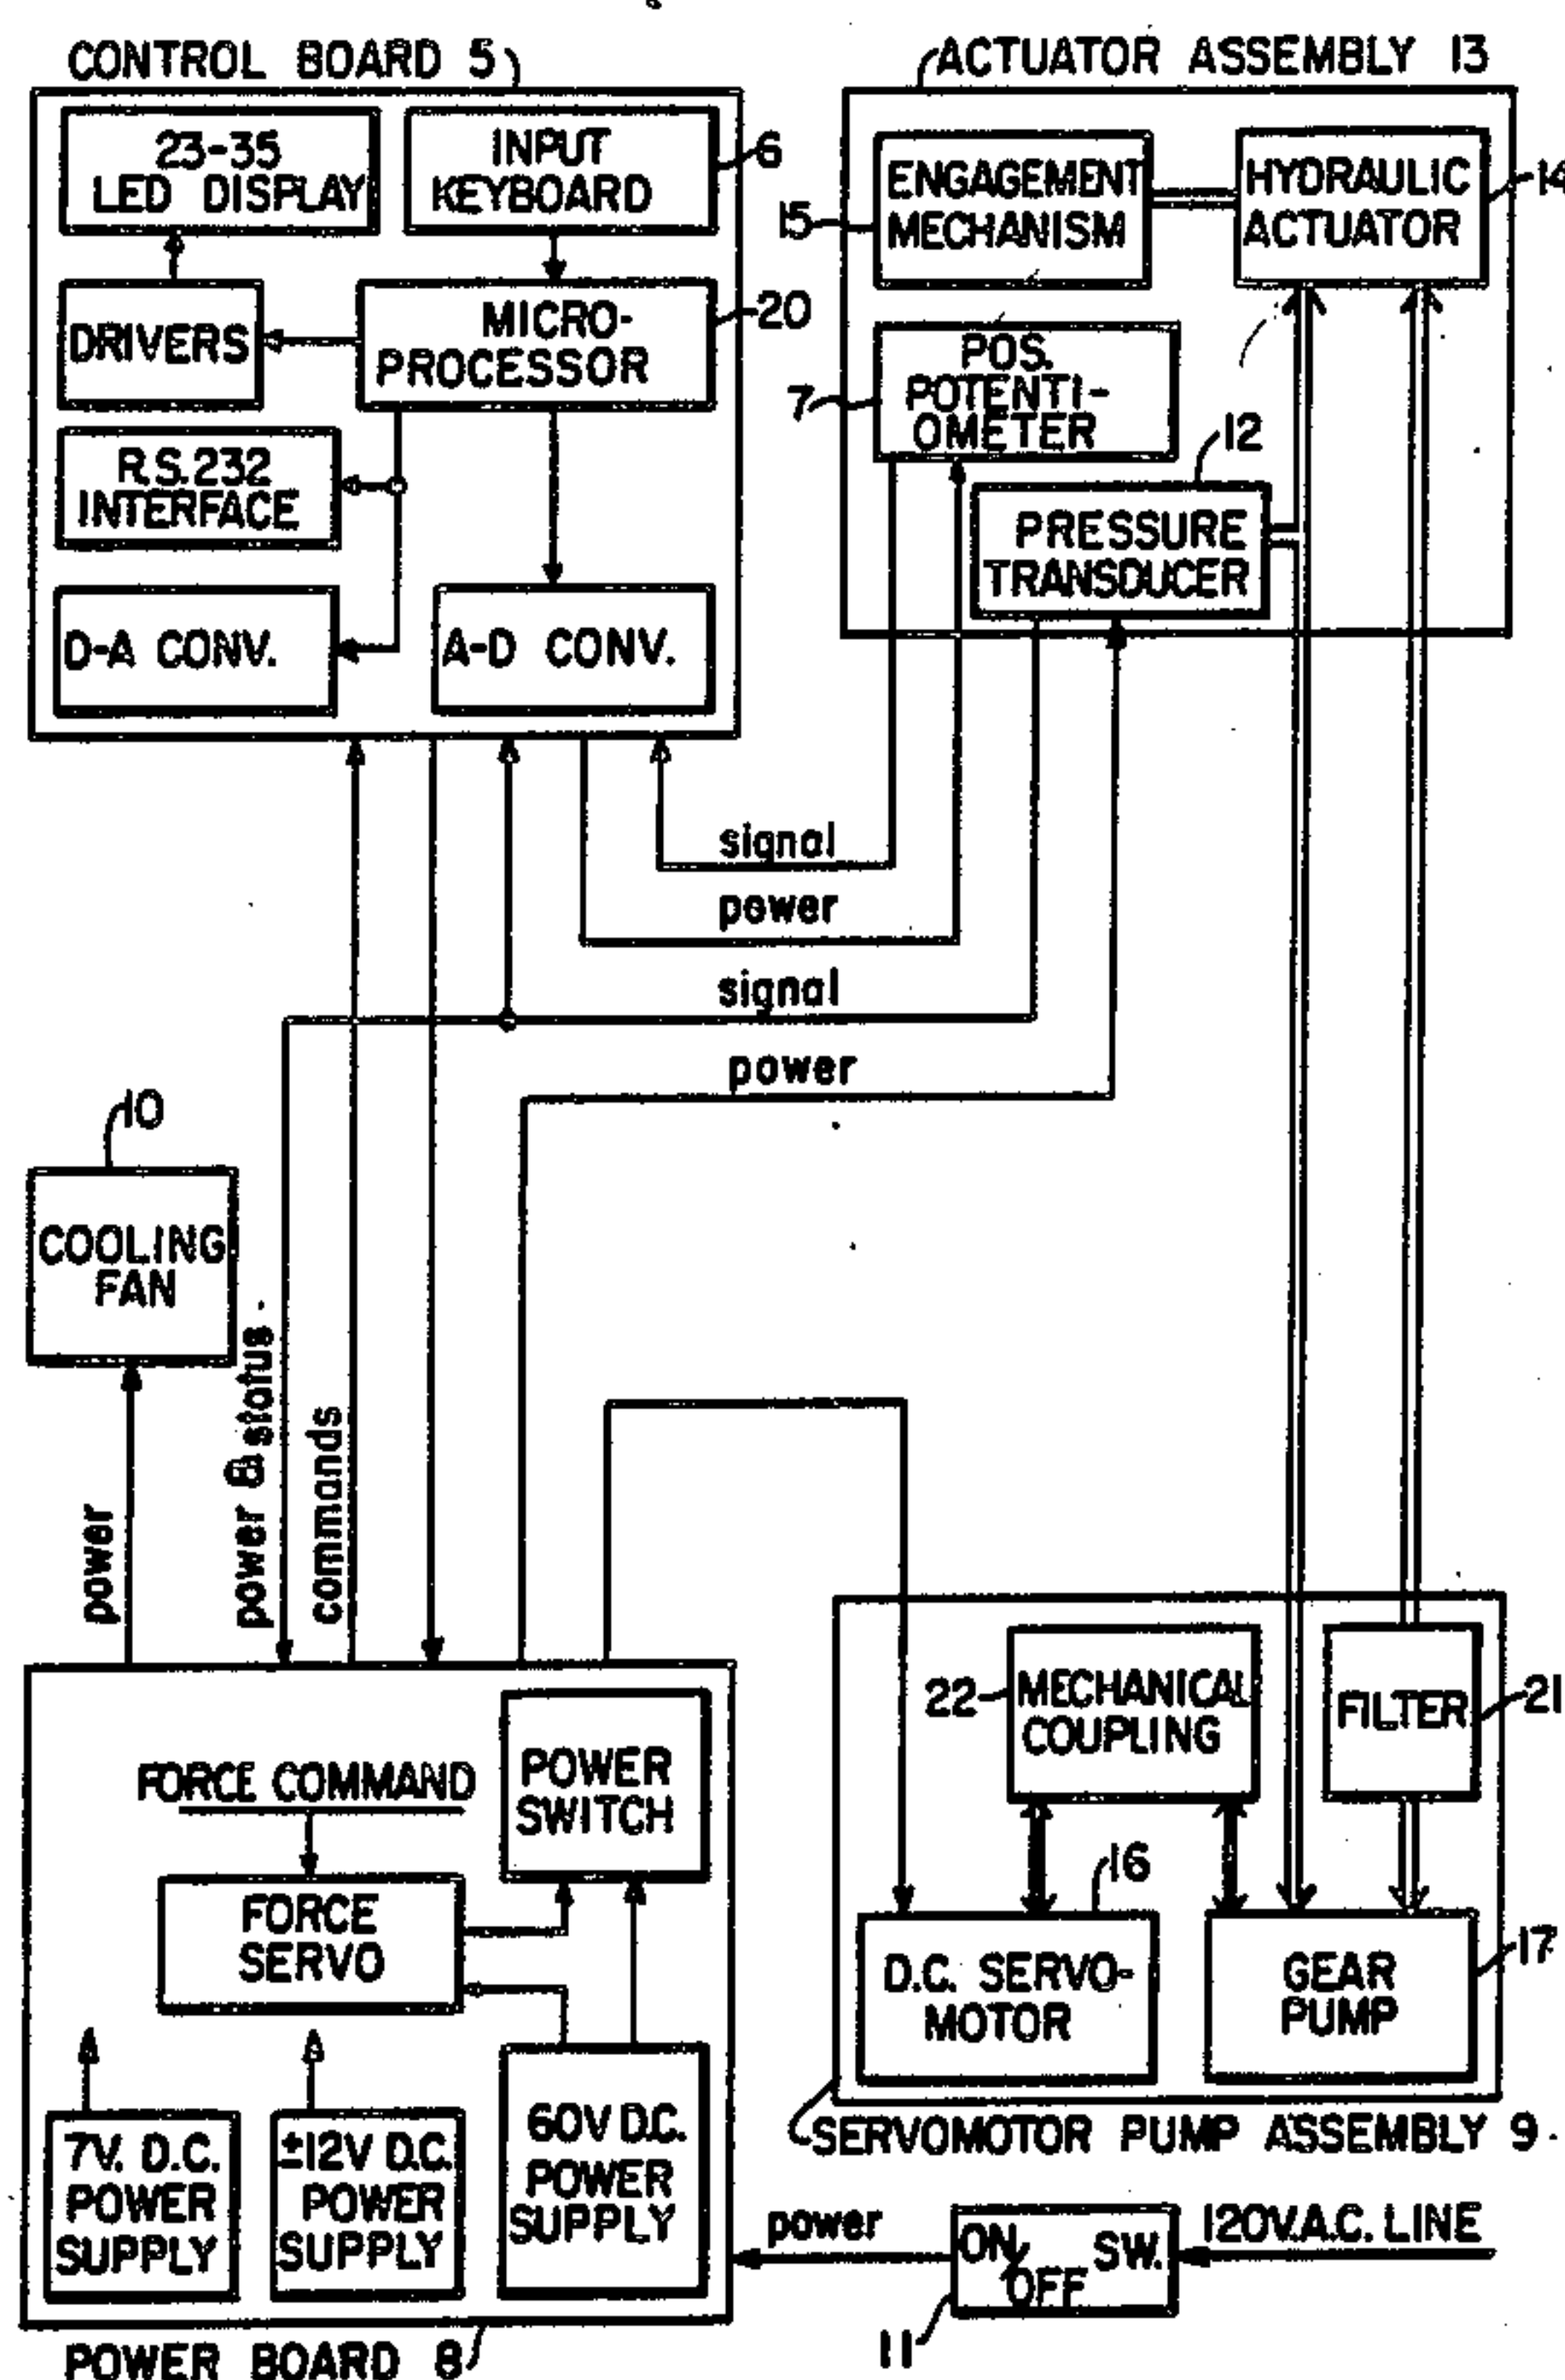 CONTROL BOARD 5
23-35
LED DISPLAY
INPUT
KEYBOARD
6
DRIVERS
MICRO-
PROCESSOR
20
R.S.232
INTERFACE
D-A CONV.
A-D CONV.
ACTUATOR ASSEMBLY 13
ENGAGEMENT
MECHANISM
15
HYDRAULIC
ACTUATOR
14
POS.
POTENTI-
OMETER
7
12
PRESSURE
TRANSDUCER
signal
power
signal
power
10
COOLING
FAN
power
power & status
commands
FORCE COMMAND
POWER
SWITCH
FORCE
SERVO
7V. D.C.
POWER
SUPPLY
±12V D.C.
POWER
SUPPLY
60V D.C.
POWER
SUPPLY
POWER BOARD 8
22
MECHANICAL
COUPLING
FILTER
21
16
D.C. SERVO-
MOTOR
GEAR
PUMP
17
SERVOMOTOR PUMP ASSEMBLY 9
power
ON/OFF SW.
120V.A.C. LINE
11